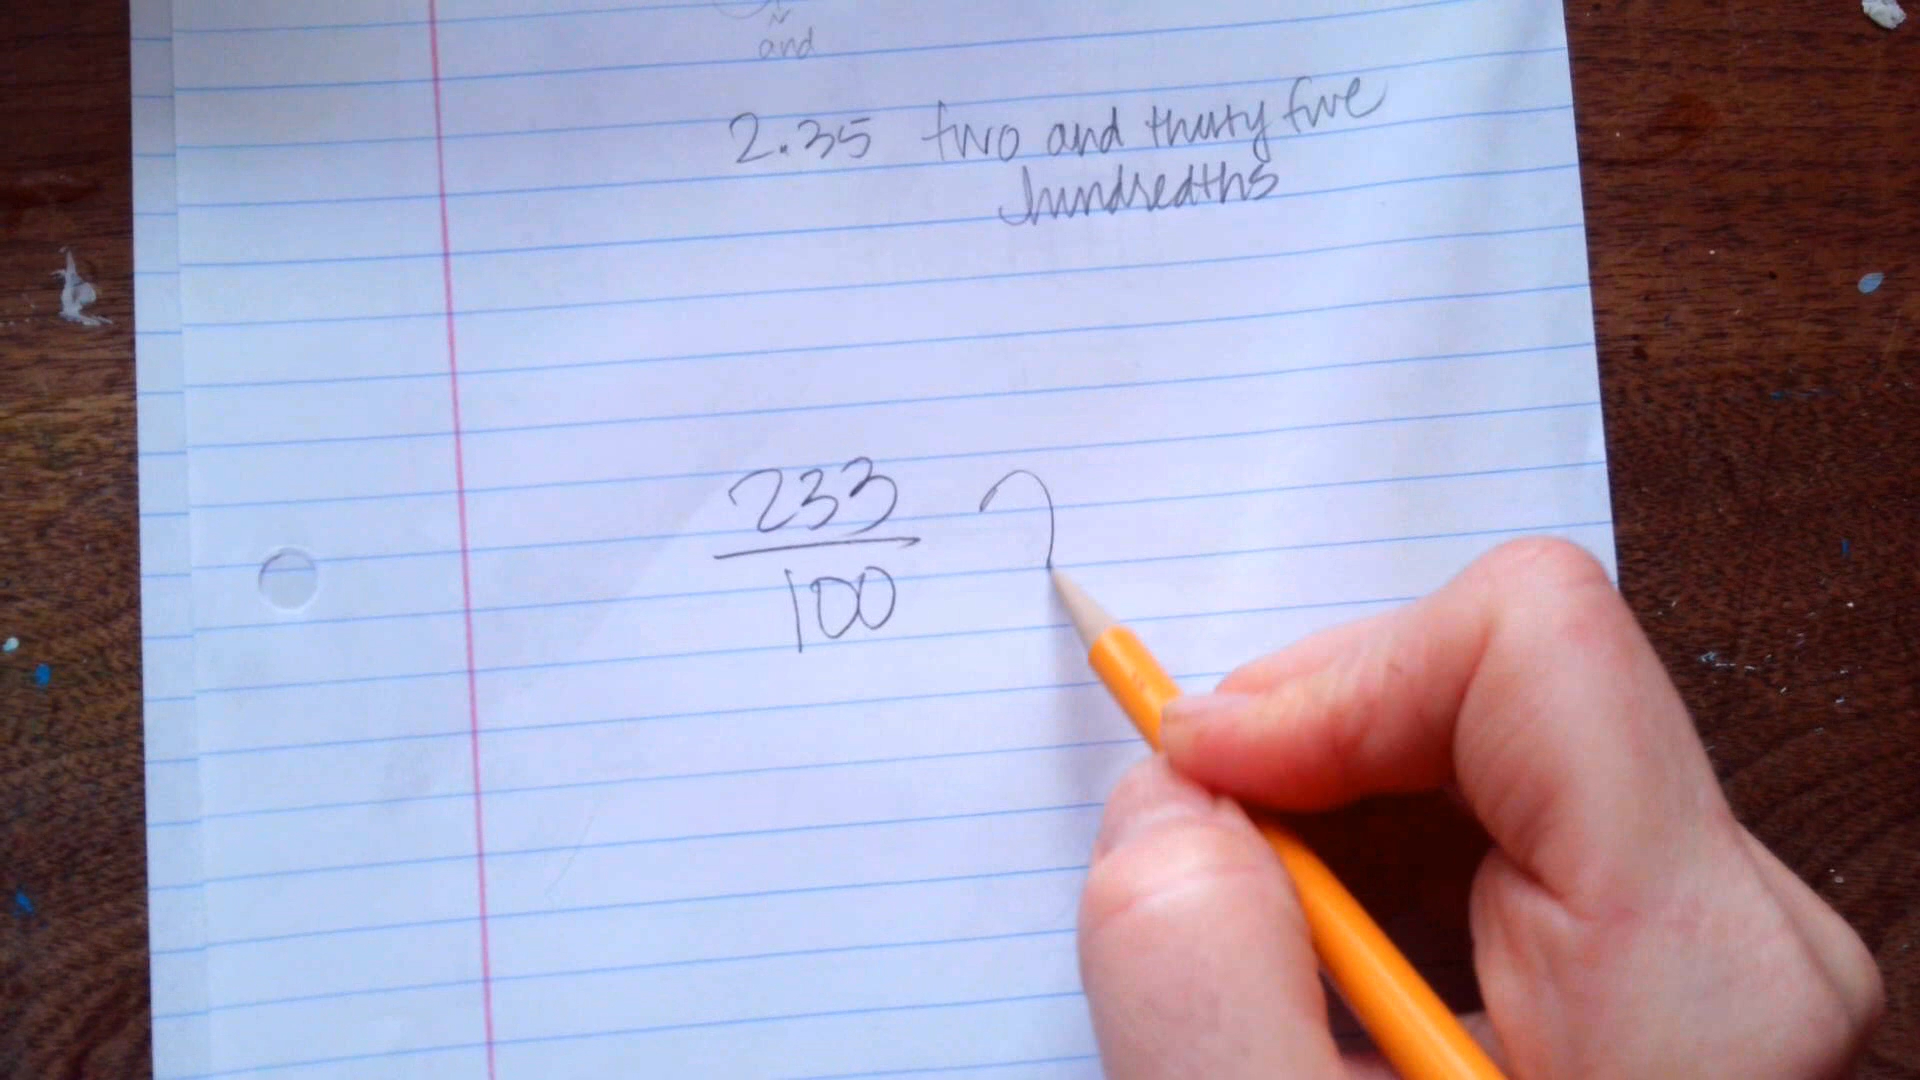 and
2.35 two and thirty five
hundredths
233
100